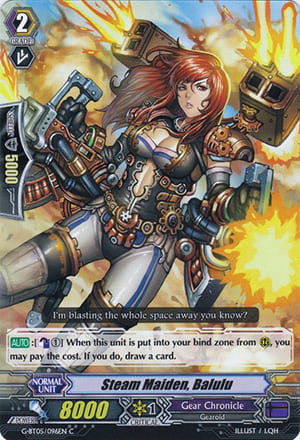 GRADE
2
SHIELD
5000
I'm blasting the whole space away you know?
AUTO :[ ] When this unit is put into your bind zone from , you
may pay the cost. If you do, draw a card.
NORMAL
UNIT
Steam Maiden, Balulu
POWER
8000
1
CRITICAL
Gear Chronicle
Gearoid
G-BT05/096EN C
ILLUST / LQH